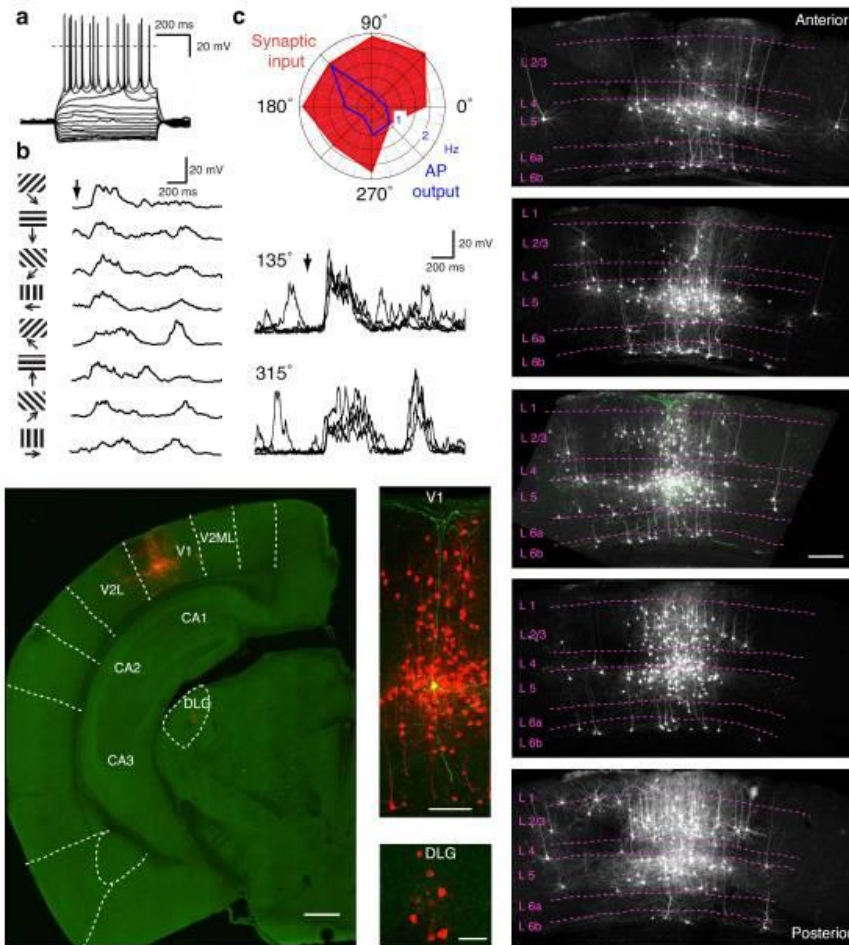 a
200 ms
20 mV
b
20 mV
200 ms
c
90°
Synaptic
input
180°
0°
1
2
Hz
AP
output
270°
135°
20 mV
200 ms
315°
V2ML
V1
V2L
CA1
CA2
DLG
CA3
V1
DLG
Anterior
L 2/3
L 4
L 5
L 6a
L 6b
L 1
L 2/3
L 4
L 5
L 6a
L 6b
L 1
L 2/3
L 4
L 5
L 6a
L 6b
L 1
L 2/3
L 4
L 5
L 6a
L 6b
L 1
L 2/3
L 4
L 5
L 6a
L 6b
Posterior